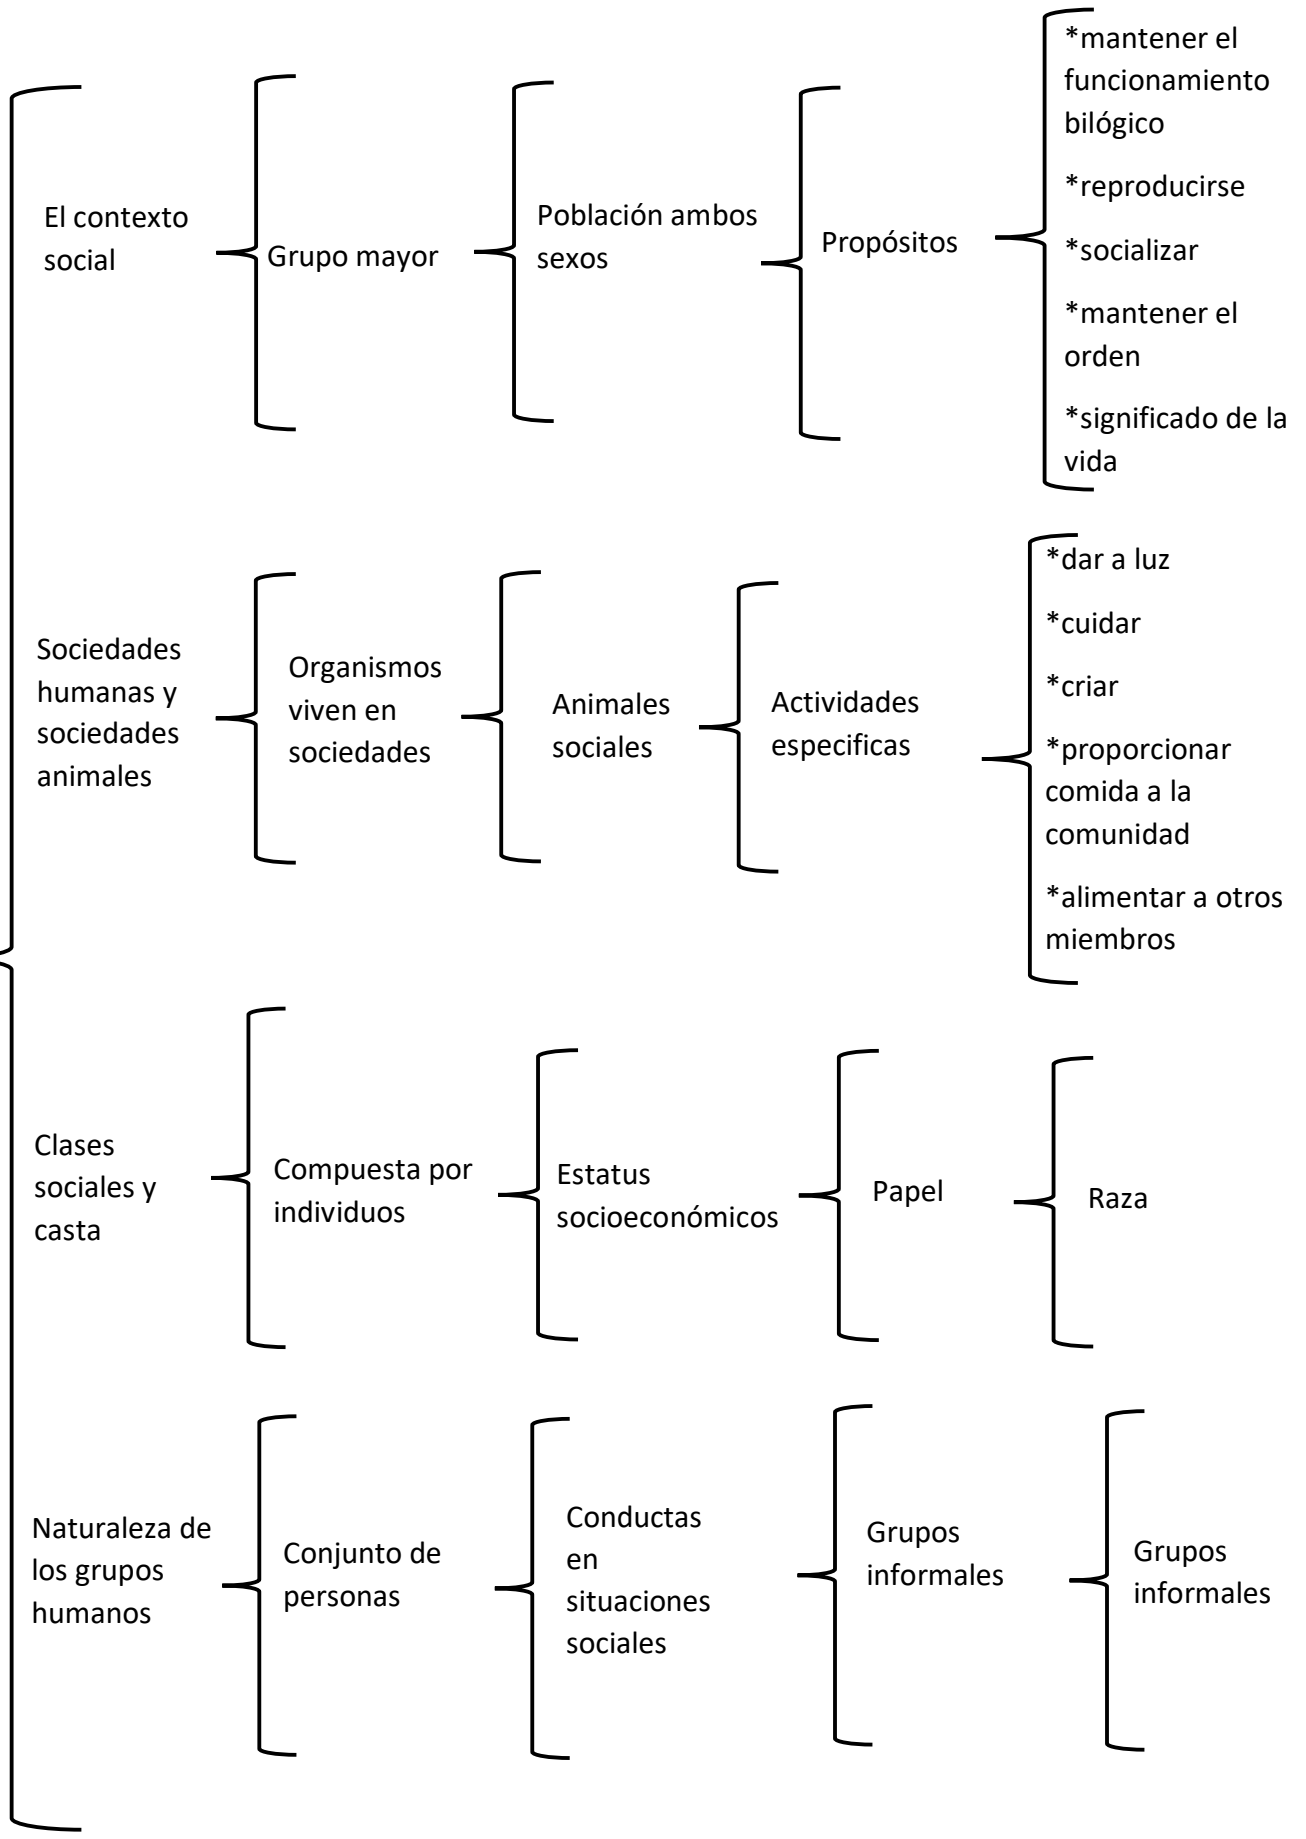 El contexto
social
Grupo mayor
Población ambos
sexos
Propósitos
*mantener el
funcionamiento
bilógico
*reproducirse
*socializar
*mantener el
orden
*significado de la
vida
Sociedades
humanas y
sociedades
animales
Organismos
viven en
sociedades
Animales
sociales
Actividades
especificas
*dar a luz
*cuidar
*criar
*proporcionar
comida a la
comunidad
*alimentar a otros
miembros
Clases
sociales y
casta
Compuesta por
individuos
Estatus
socioeconómicos
Papel
Raza
Naturaleza de
los grupos
humanos
Conjunto de
personas
Conductas
en
situaciones
sociales
Grupos
informales
Grupos
informales